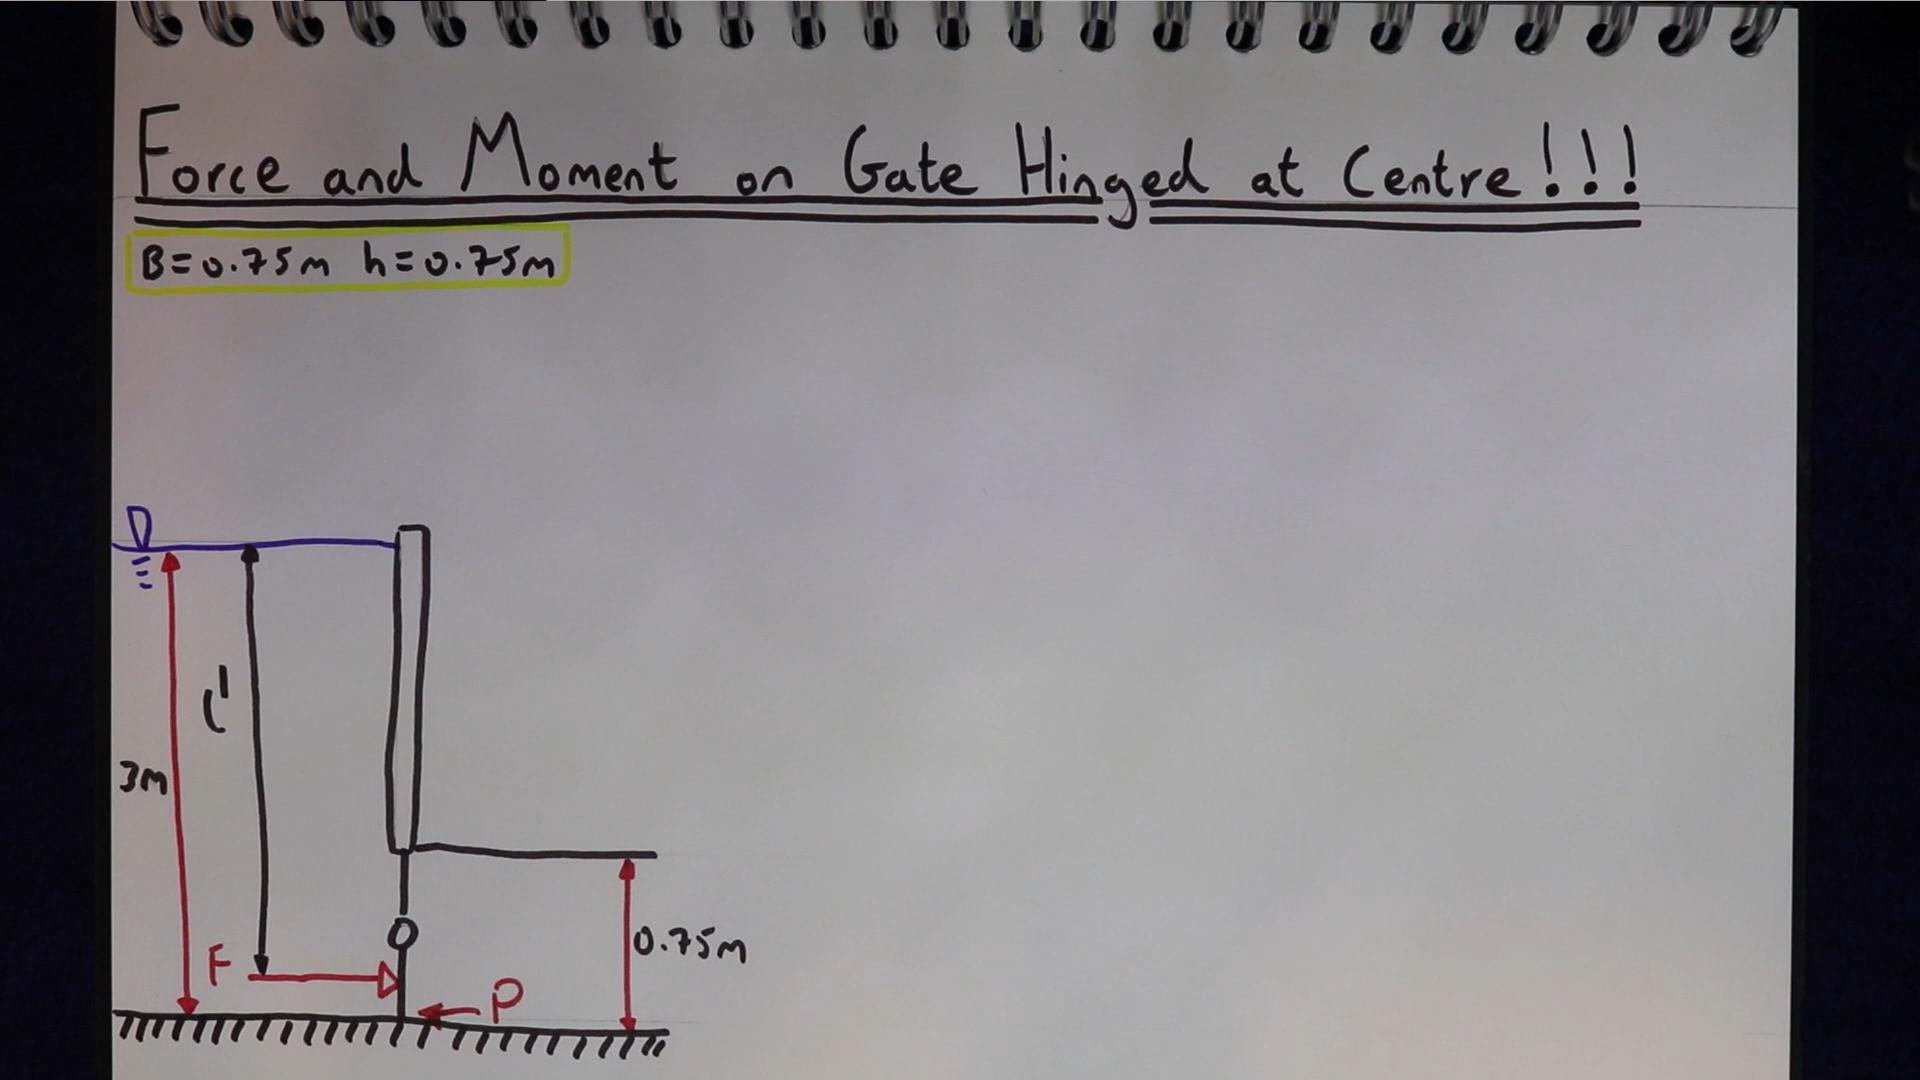 Force and Moment on Gate Hinged at Centre!!!
B=0.75m h=0.75m
l'
3m
F
0.75m
P